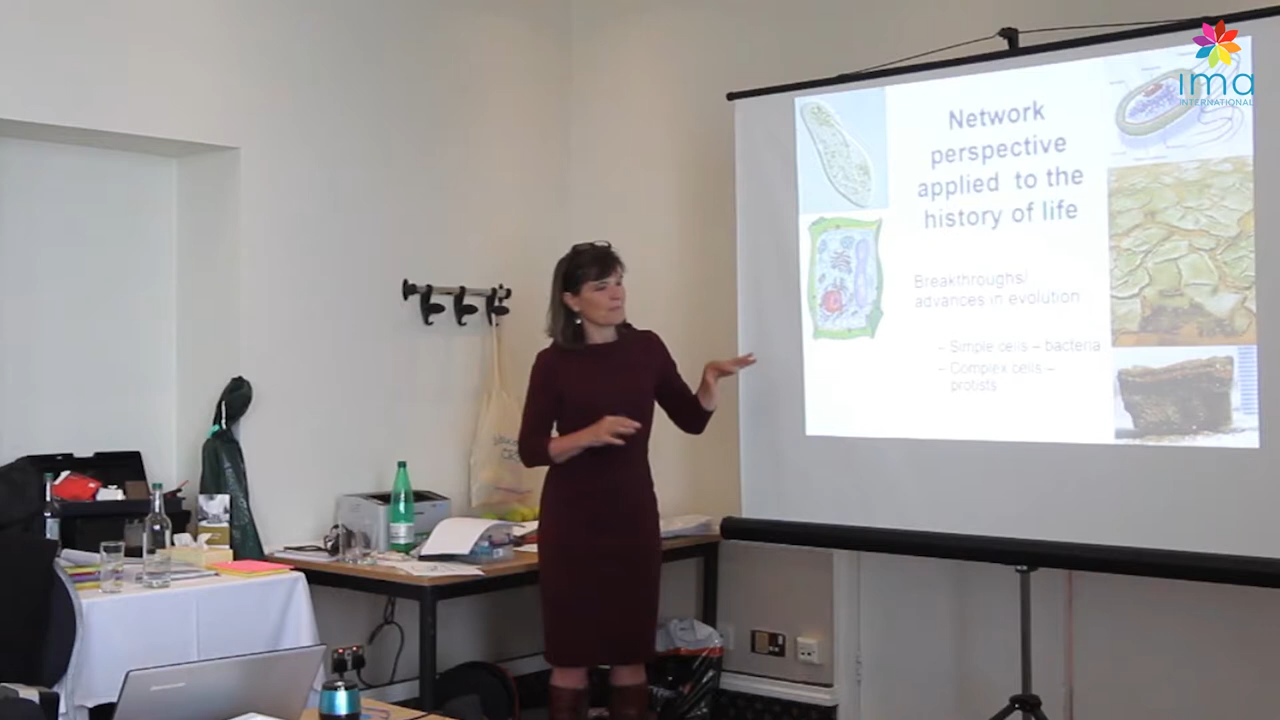 ima
INTERNATIONAL
Network
perspective
applied to the
history of life
Breakthroughs/
advances in evolution
– Simple cells – bacteria
– Complex cells –
protists